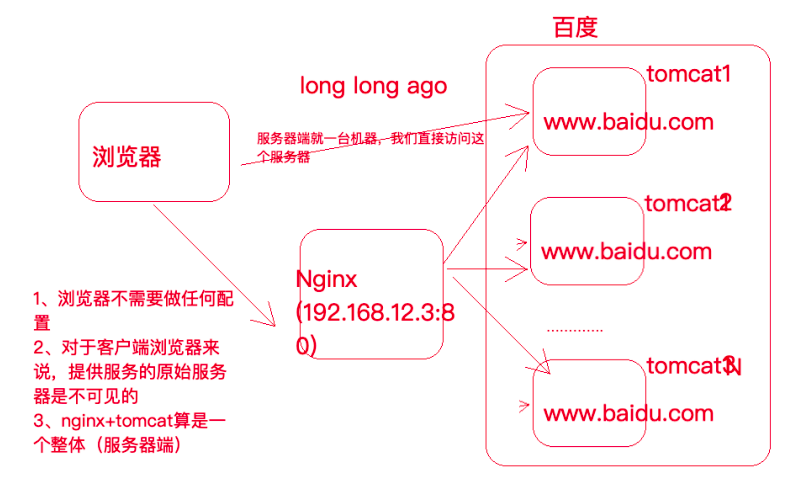 百度
long long ago
tomcat1
www.baidu.com
服务器端就一台机器，我们直接访问这
个服务器
浏览器
tomcat2
www.baidu.com
Nginx
(192.168.12.3:8
0)
1、浏览器不需要做任何配
置
2、对于客户端浏览器来
说，提供服务的原始服务
器是不可见的
3、nginx+tomcat算是一
个整体（服务器端）
.............
tomcatN
www.baidu.com